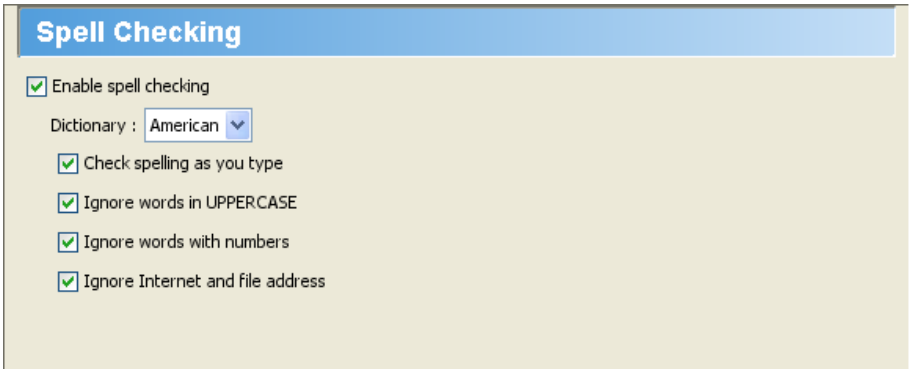 Spell Checking
Enable spell checking
Dictionary : American
Check spelling as you type
Ignore words in UPPERCASE
Ignore words with numbers
Ignore Internet and file address